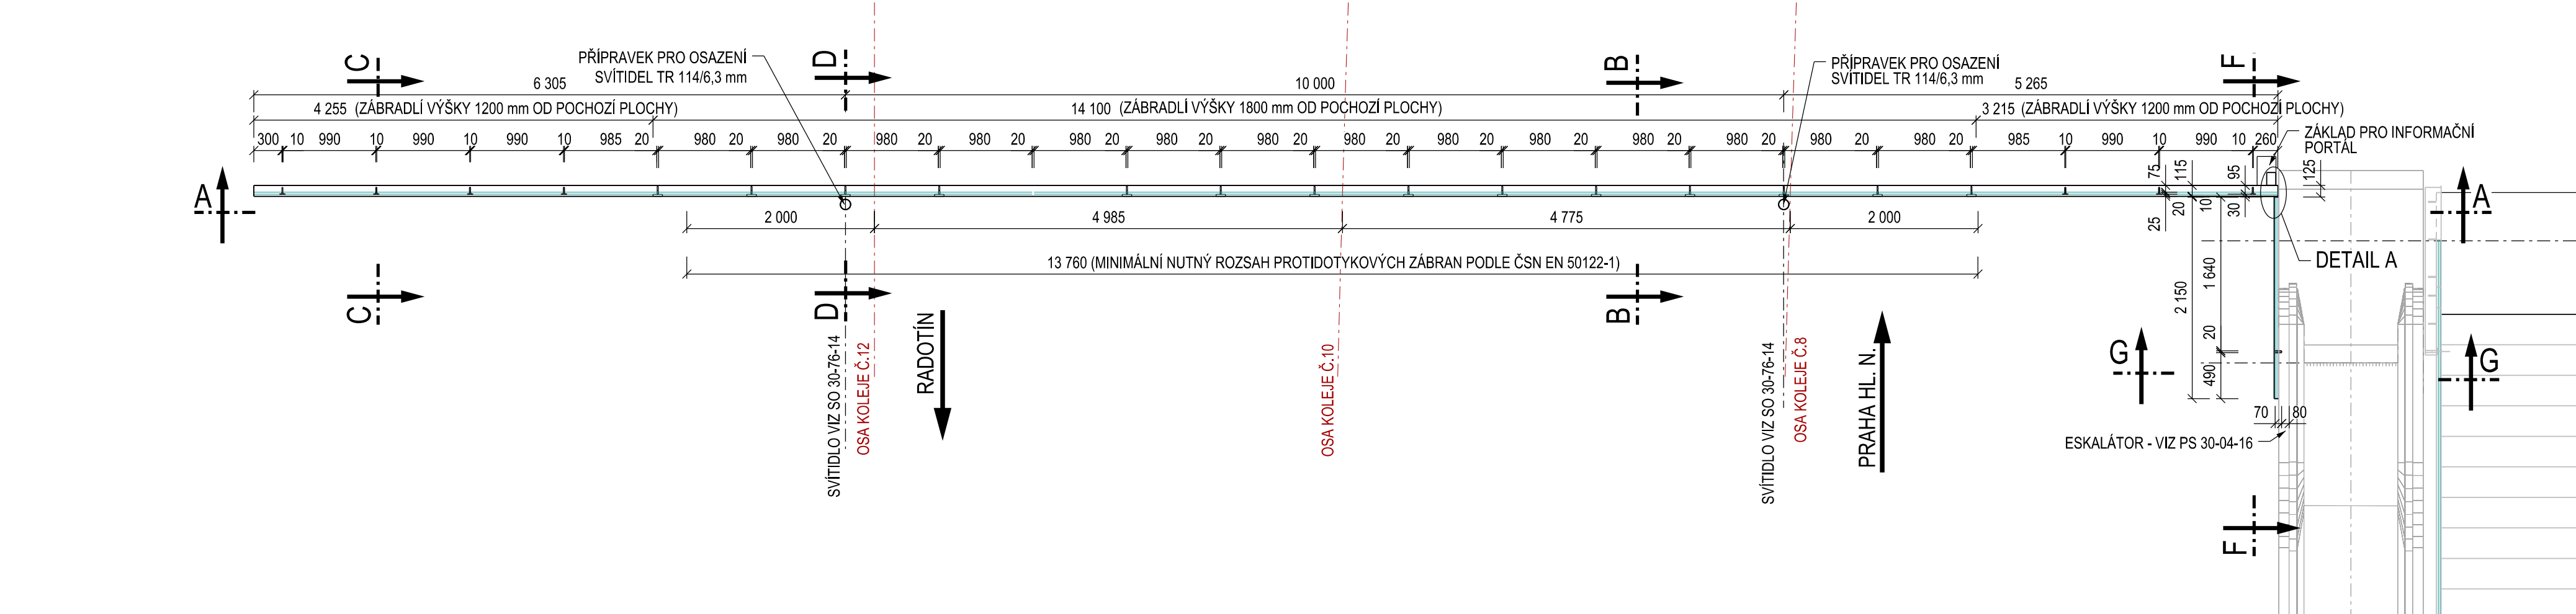 C
D
B
F
PŘÍPRAVEK PRO OSAZENÍ
SVÍTIDEL TR 114/6,3 mm
PŘÍPRAVEK PRO OSAZENÍ
SVÍTIDEL TR 114/6,3 mm
6 305
10 000
5 265
4 255 (ZÁBRADLÍ VÝŠKY 1200 mm OD POCHOZÍ PLOCHY)
14 100 (ZÁBRADLÍ VÝŠKY 1800 mm OD POCHOZÍ PLOCHY)
3 215 (ZÁBRADLÍ VÝŠKY 1200 mm OD POCHOZÍ PLOCHY)
300 10 990 10 990 10 990 10 985 20 980 20 980 20 980 20 980 20 980 20 980 20 980 20 980 20 980 20 980 20 980 20 980 20 980 20 980 20 985 10 990 10 990 10 260
ZÁKLAD PRO INFORMAČNÍ
PORTÁL
75
115
95
125
A
A
25
20
10
30
2 000
4 985
4 775
2 000
13 760 (MINIMÁLNÍ NUTNÝ ROZSAH PROTIDOTYKOVÝCH ZÁBRAN PODLE ČSN EN 50122-1)
DETAIL A
2 150
1 640
20
490
C
D
B
SVÍTIDLO VIZ SO 30-76-14
OSA KOLEJE Č.12
RADOTÍN
OSA KOLEJE Č.10
SVÍTIDLO VIZ SO 30-76-14
OSA KOLEJE Č.8
PRAHA HL. N.
G
G
70
80
ESKALÁTOR - VIZ PS 30-04-16
F